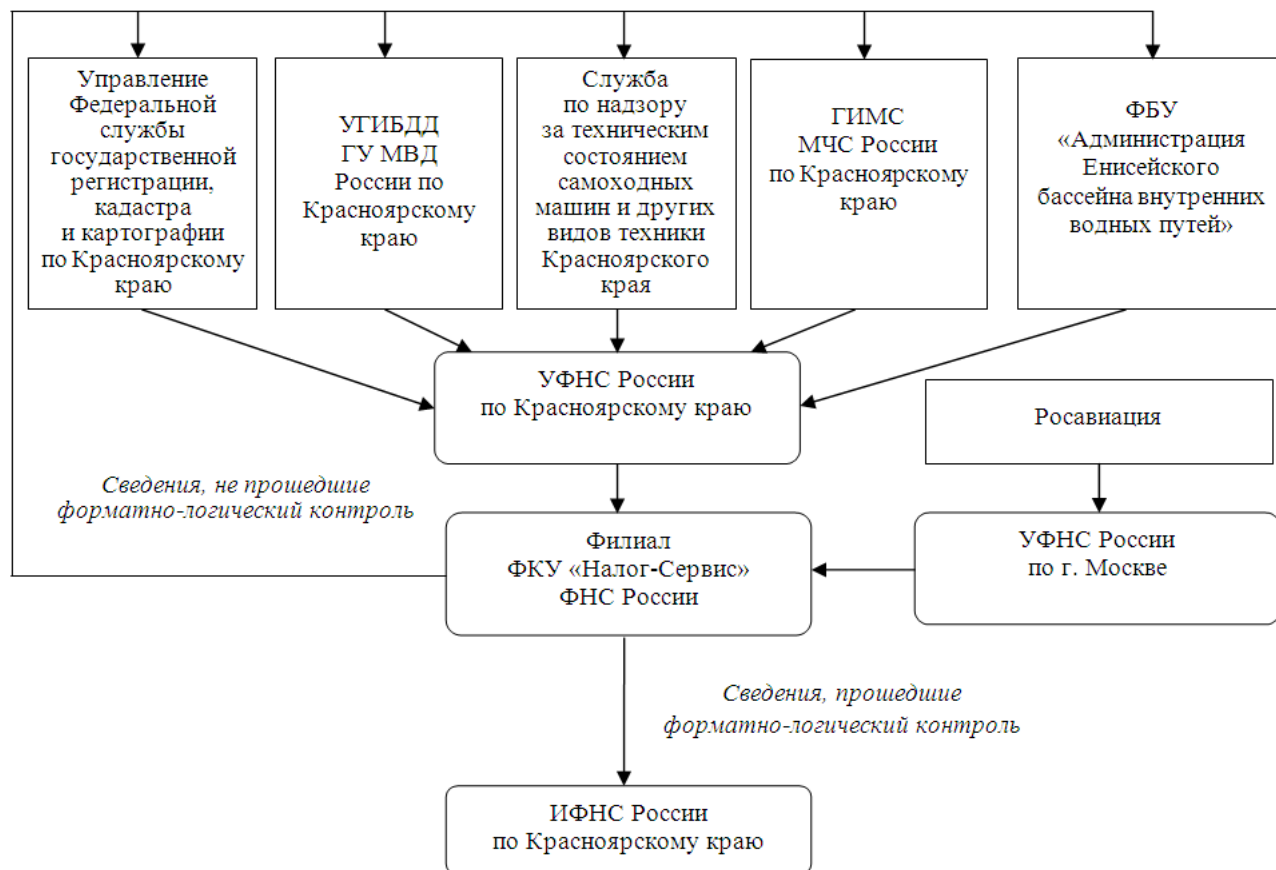 Управление
Федеральной
службы
государственной
регистрации,
кадастра
и картографии
по Красноярскому
краю
УГИБДД
ГУ МВД
России по
Красноярскому
краю
Служба
по надзору
за техническим
состоянием
самоходных
машин и других
видов техники
Красноярского
края
ГИМС
МЧС России
по Красноярскому
краю
ФБУ
«Администрация
Енисейского
бассейна внутренних
водных путей»
УФНС России
по Красноярскому краю
Росавиация
Сведения, не прошедшие
форматно-логический контроль
Филиал
ФКУ «Налог-Сервис»
ФНС России
УФНС России
по г. Москве
Сведения, прошедшие
форматно-логический контроль
ИФНС России
по Красноярскому краю